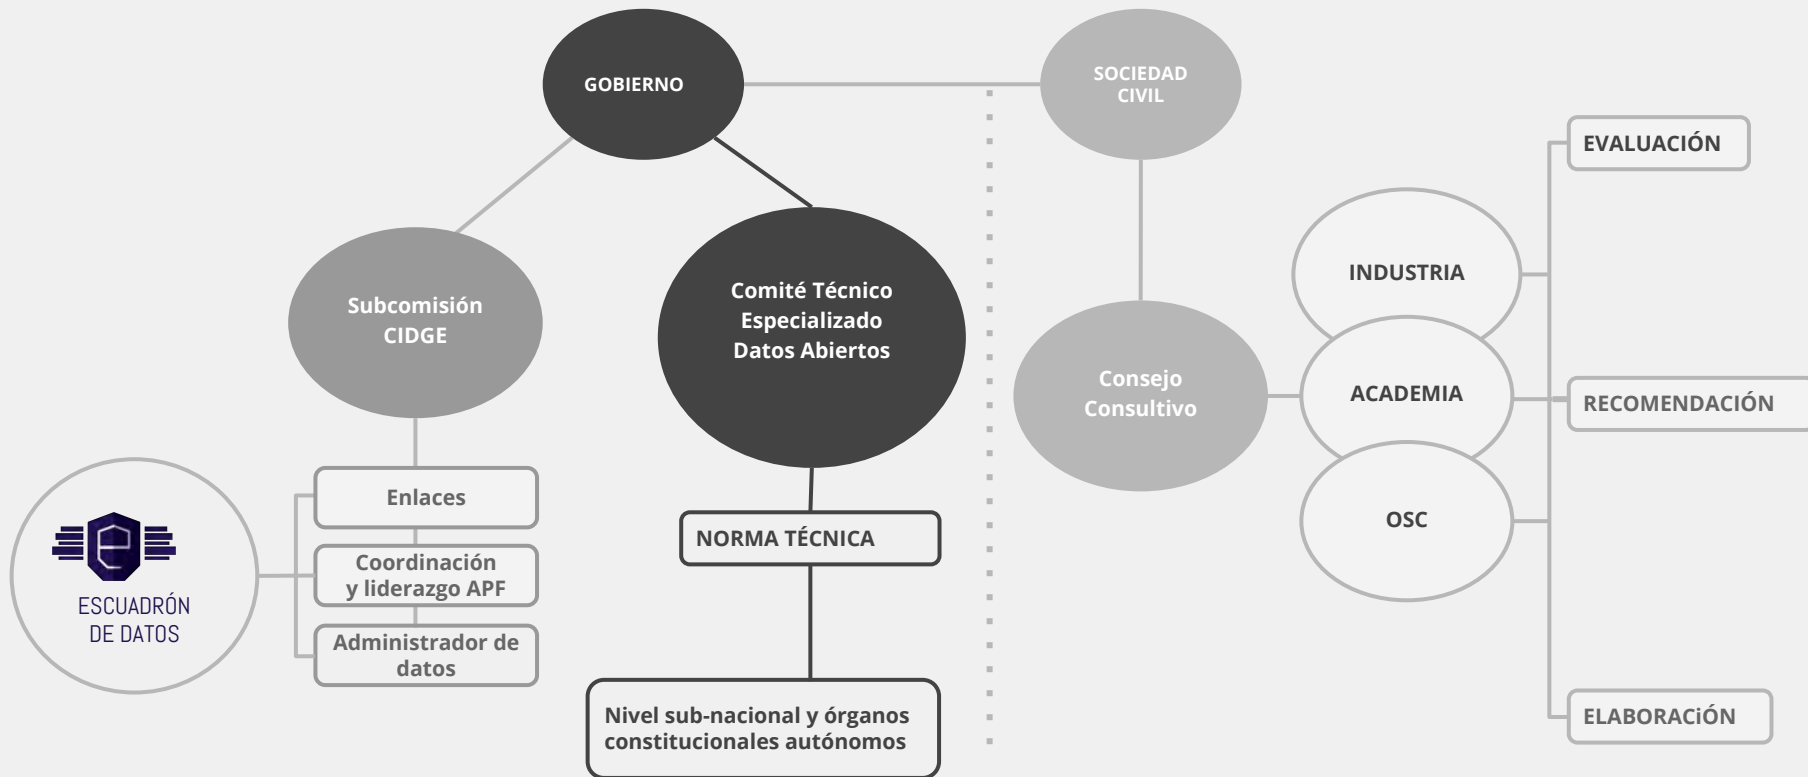 GOBIERNO
SOCIEDAD
CIVIL
Subcomisión
CIDGE
Comité Técnico
Especializado
Datos Abiertos
Consejo
Consultivo
INDUSTRIA
ACADEMIA
OSC
EVALUACIÓN
RECOMENDACIÓN
ELABORACiÓN
e
ESCUADRÓN
DE DATOS
Enlaces
Coordinación
y liderazgo APF
Administrador de
datos
NORMA TÉCNICA
Nivel sub-nacional y órganos
constitucionales autónomos